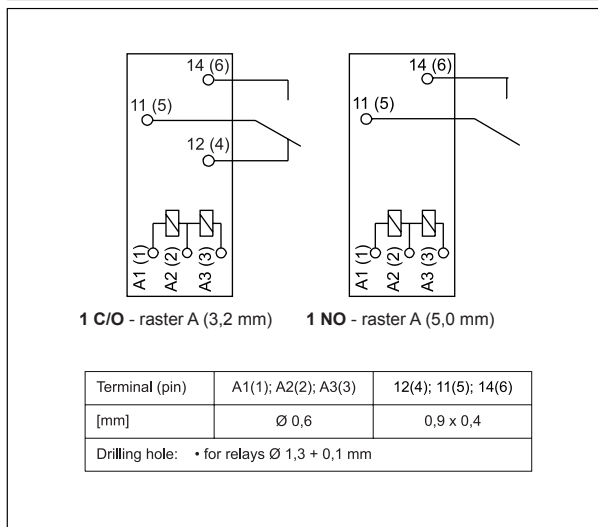 14 (6)
11 (5)
12 (4)
A1 (1)
A2 (2)
A3 (3)
1 C/O - raster A (3,2 mm)
14 (6)
11 (5)
A1 (1)
A2 (2)
A3 (3)
1 NO - raster A (5,0 mm)
Terminal (pin) A1(1); A2(2); A3(3) 12(4); 11(5); 14(6)
[mm] Ø 0,6 0,9 x 0,4
Drilling hole: • for relays Ø 1,3 + 0,1 mm